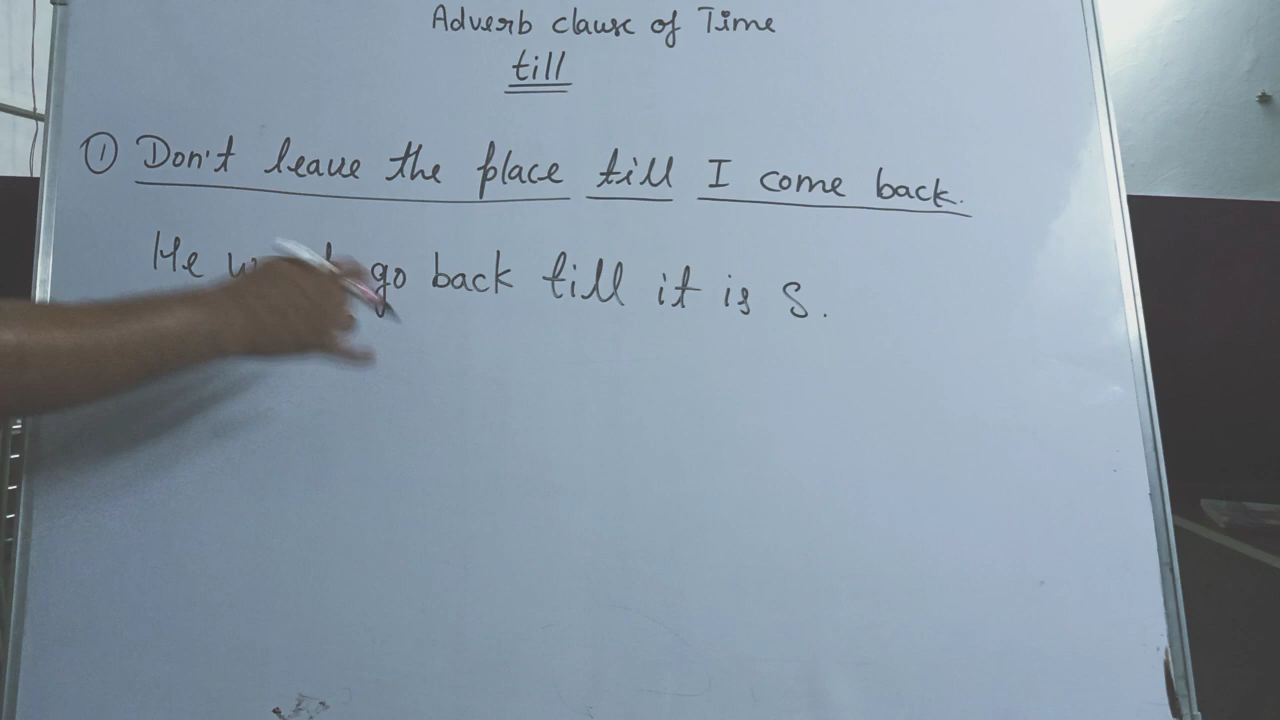 Adverb clause of Time
till
① Don't leave the place till I come back.
He go back till it is S.